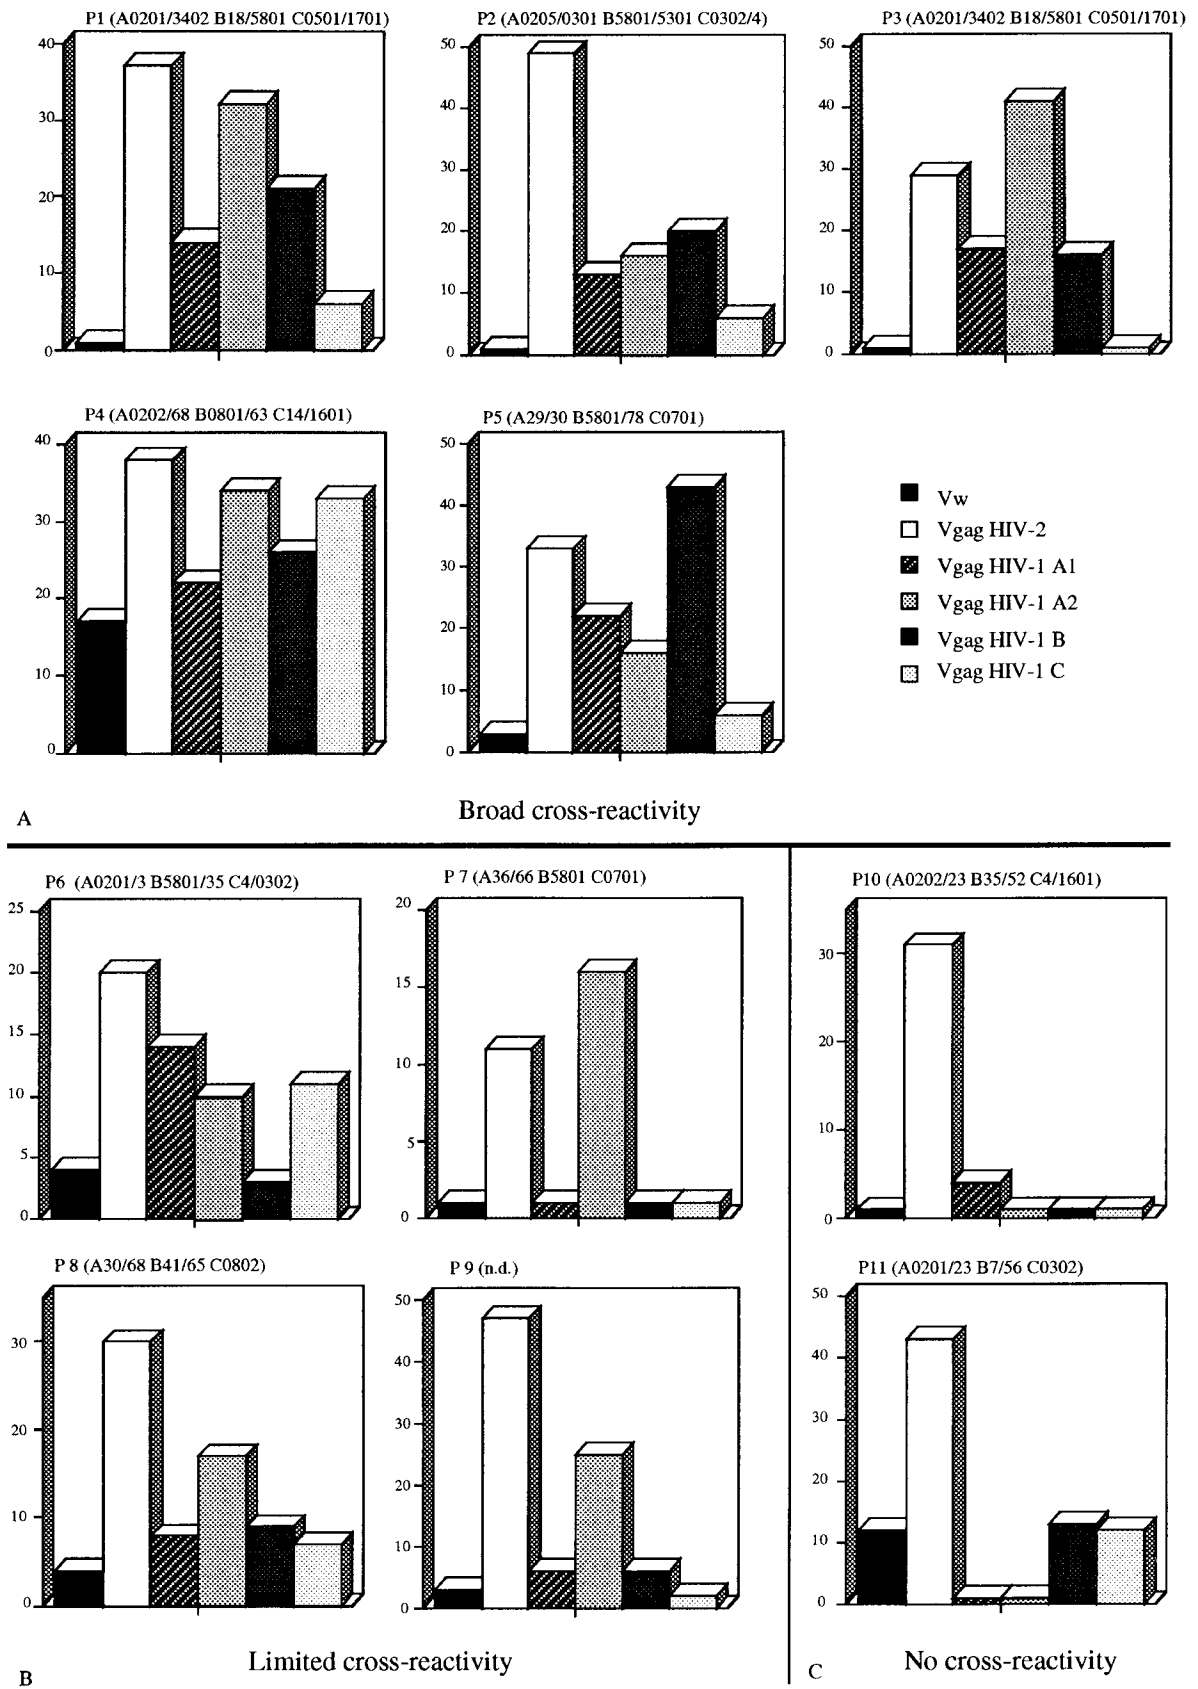 P1 (A0201/3402 B18/5801 C0501/1701)
40
30
20
10
0
P2 (A0205/0301 B5801/5301 C0302/4)
50
40
30
20
10
0
P3 (A0201/3402 B18/5801 C0501/1701)
50
40
30
20
10
0
P4 (A0202/68 B0801/63 C14/1601)
40
30
20
10
0
P5 (A29/30 B5801/78 C0701)
50
40
30
20
10
0
Vw
Vgag HIV-2
Vgag HIV-1 A1
Vgag HIV-1 A2
Vgag HIV-1 B
Vgag HIV-1 C
A
Broad cross-reactivity
P6 (A0201/3 B5801/35 C4/0302)
25
20
15
10
5
0
P 7 (A36/66 B5801 C0701)
20
15
10
5
0
P10 (A0202/23 B35/52 C4/1601)
30
20
10
0
P 8 (A30/68 B41/65 C0802)
30
20
10
0
P 9 (n.d.)
50
40
30
20
10
0
P11 (A0201/23 B7/56 C0302)
50
40
30
20
10
0
B
Limited cross-reactivity
C
No cross-reactivity